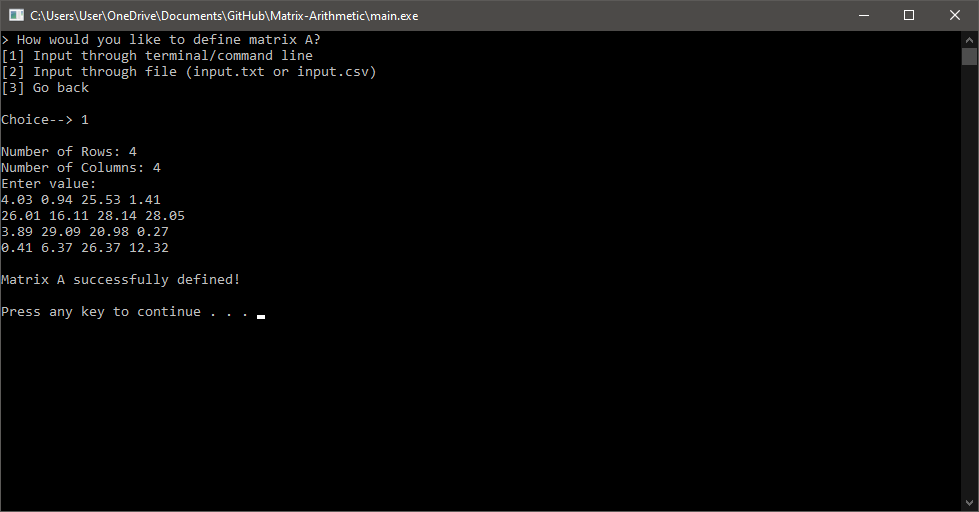 C:\Users\User\OneDrive\Documents\GitHub\Matrix-Arithmetic\main.exe
> How would you like to define matrix A?
[1] Input through terminal/command line
[2] Input through file (input.txt or input.csv)
[3] Go back
Choice--> 1
Number of Rows: 4
Number of Columns: 4
Enter value:
4.03 0.94 25.53 1.41
26.01 16.11 28.14 28.05
3.89 29.09 20.98 0.27
0.41 6.37 26.37 12.32
Matrix A successfully defined!
Press any key to continue . . .